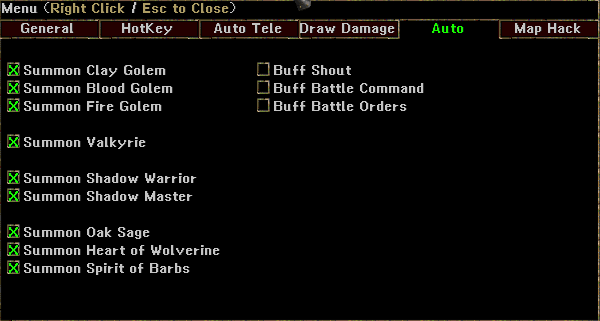 Menu (Right Click / Esc to Close)
General HotKey Auto Tele Draw Damage Auto Map Hack
Summon Clay Golem Buff Shout
Summon Blood Golem Buff Battle Command
Summon Fire Golem Buff Battle Orders
Summon Valkyrie
Summon Shadow Warrior
Summon Shadow Master
Summon Oak Sage
Summon Heart of Wolverine
Summon Spirit of Barbs